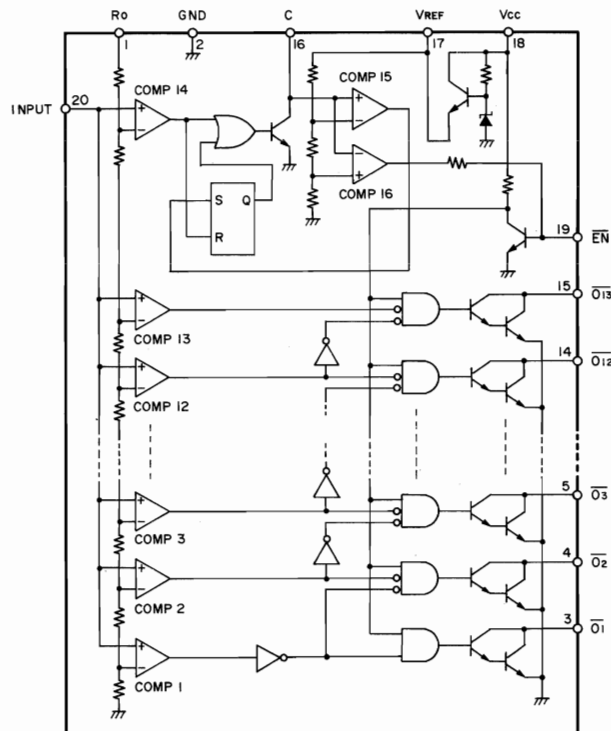 Ro GND C VREF Vcc
1 2 16 17 18
INPUT 20
COMP 14
COMP 15
COMP 16
S Q
R
19 EN
15 O13
COMP 13
14 O12
COMP 12
5 O3
COMP 3
4 O2
COMP 2
3 O1
COMP 1
+
−
+
−
−
+
+
−
+
−
+
−
+
−
+
−